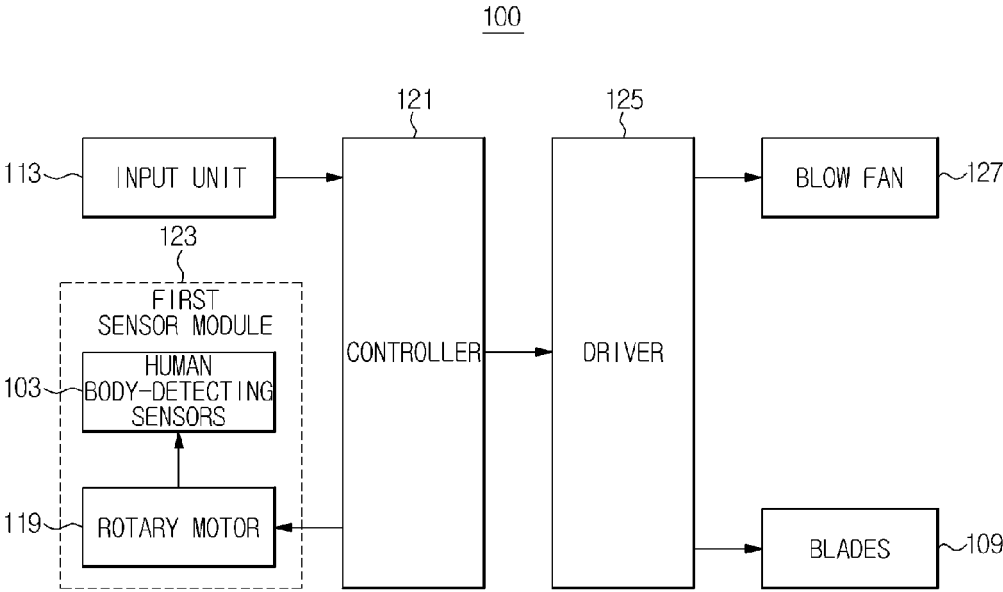 100
121
125
113
INPUT UNIT
BLOW FAN
127
123
FIRST
SENSOR MODULE
103
HUMAN
BODY-DETECTING
SENSORS
CONTROLLER
DRIVER
119
ROTARY MOTOR
BLADES
109